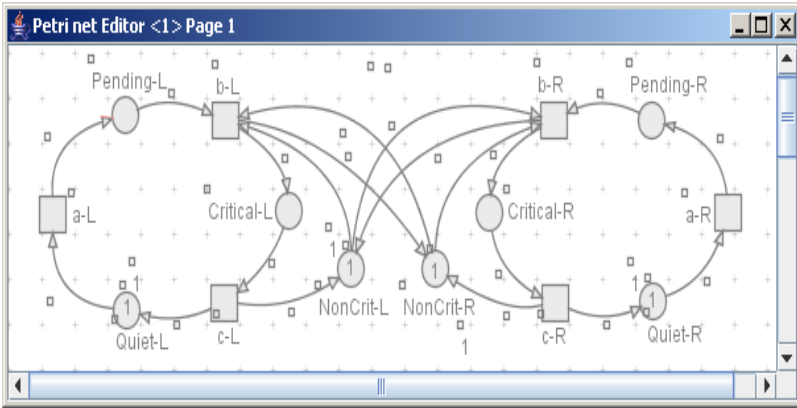 Petri net Editor <1> Page 1
Pending-L
b-L
b-R
Pending-R
a-L
Critical-L
Critical-R
a-R
1
1
1
1
1
1
1
1
NonCrit-L
NonCrit-R
Quiet-L
c-L
c-R
Quiet-R
1